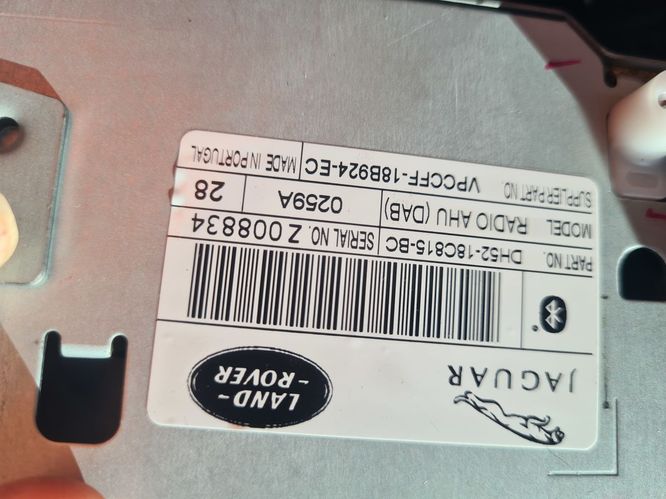 JAGUAR
LAND-
-ROVER
PART NO. DH52-18C815-BC SERIAL NO. Z 008834
MODEL RADIO AHU (DAB) 0259A 28
SUPPLIER PART NO. VPCCFF-18B924-EC MADE IN PORTUGAL